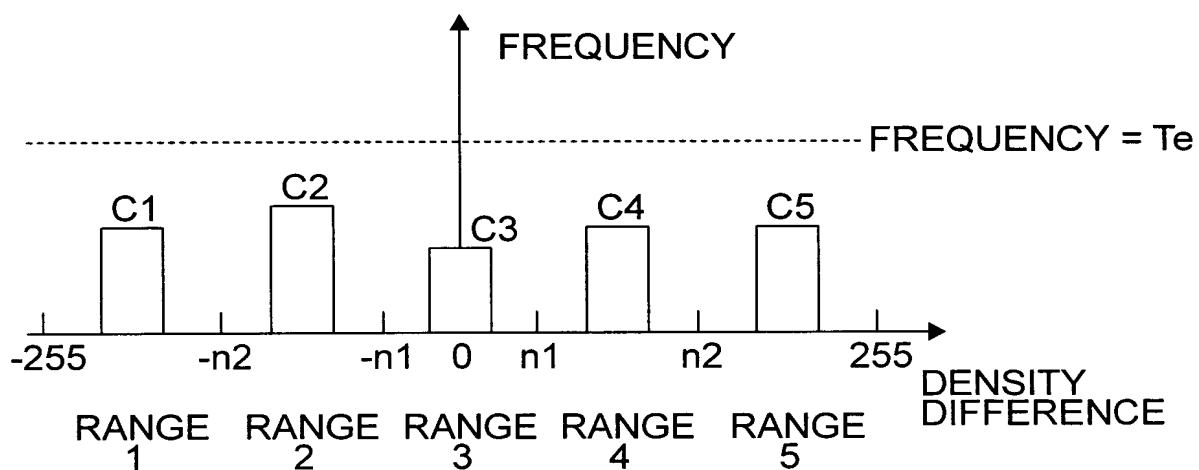 FREQUENCY
FREQUENCY = Te
C1 C2 C3 C4 C5
-255 -n2 -n1 0 n1 n2 255
DENSITY
DIFFERENCE
RANGE RANGE RANGE RANGE RANGE
1 2 3 4 5